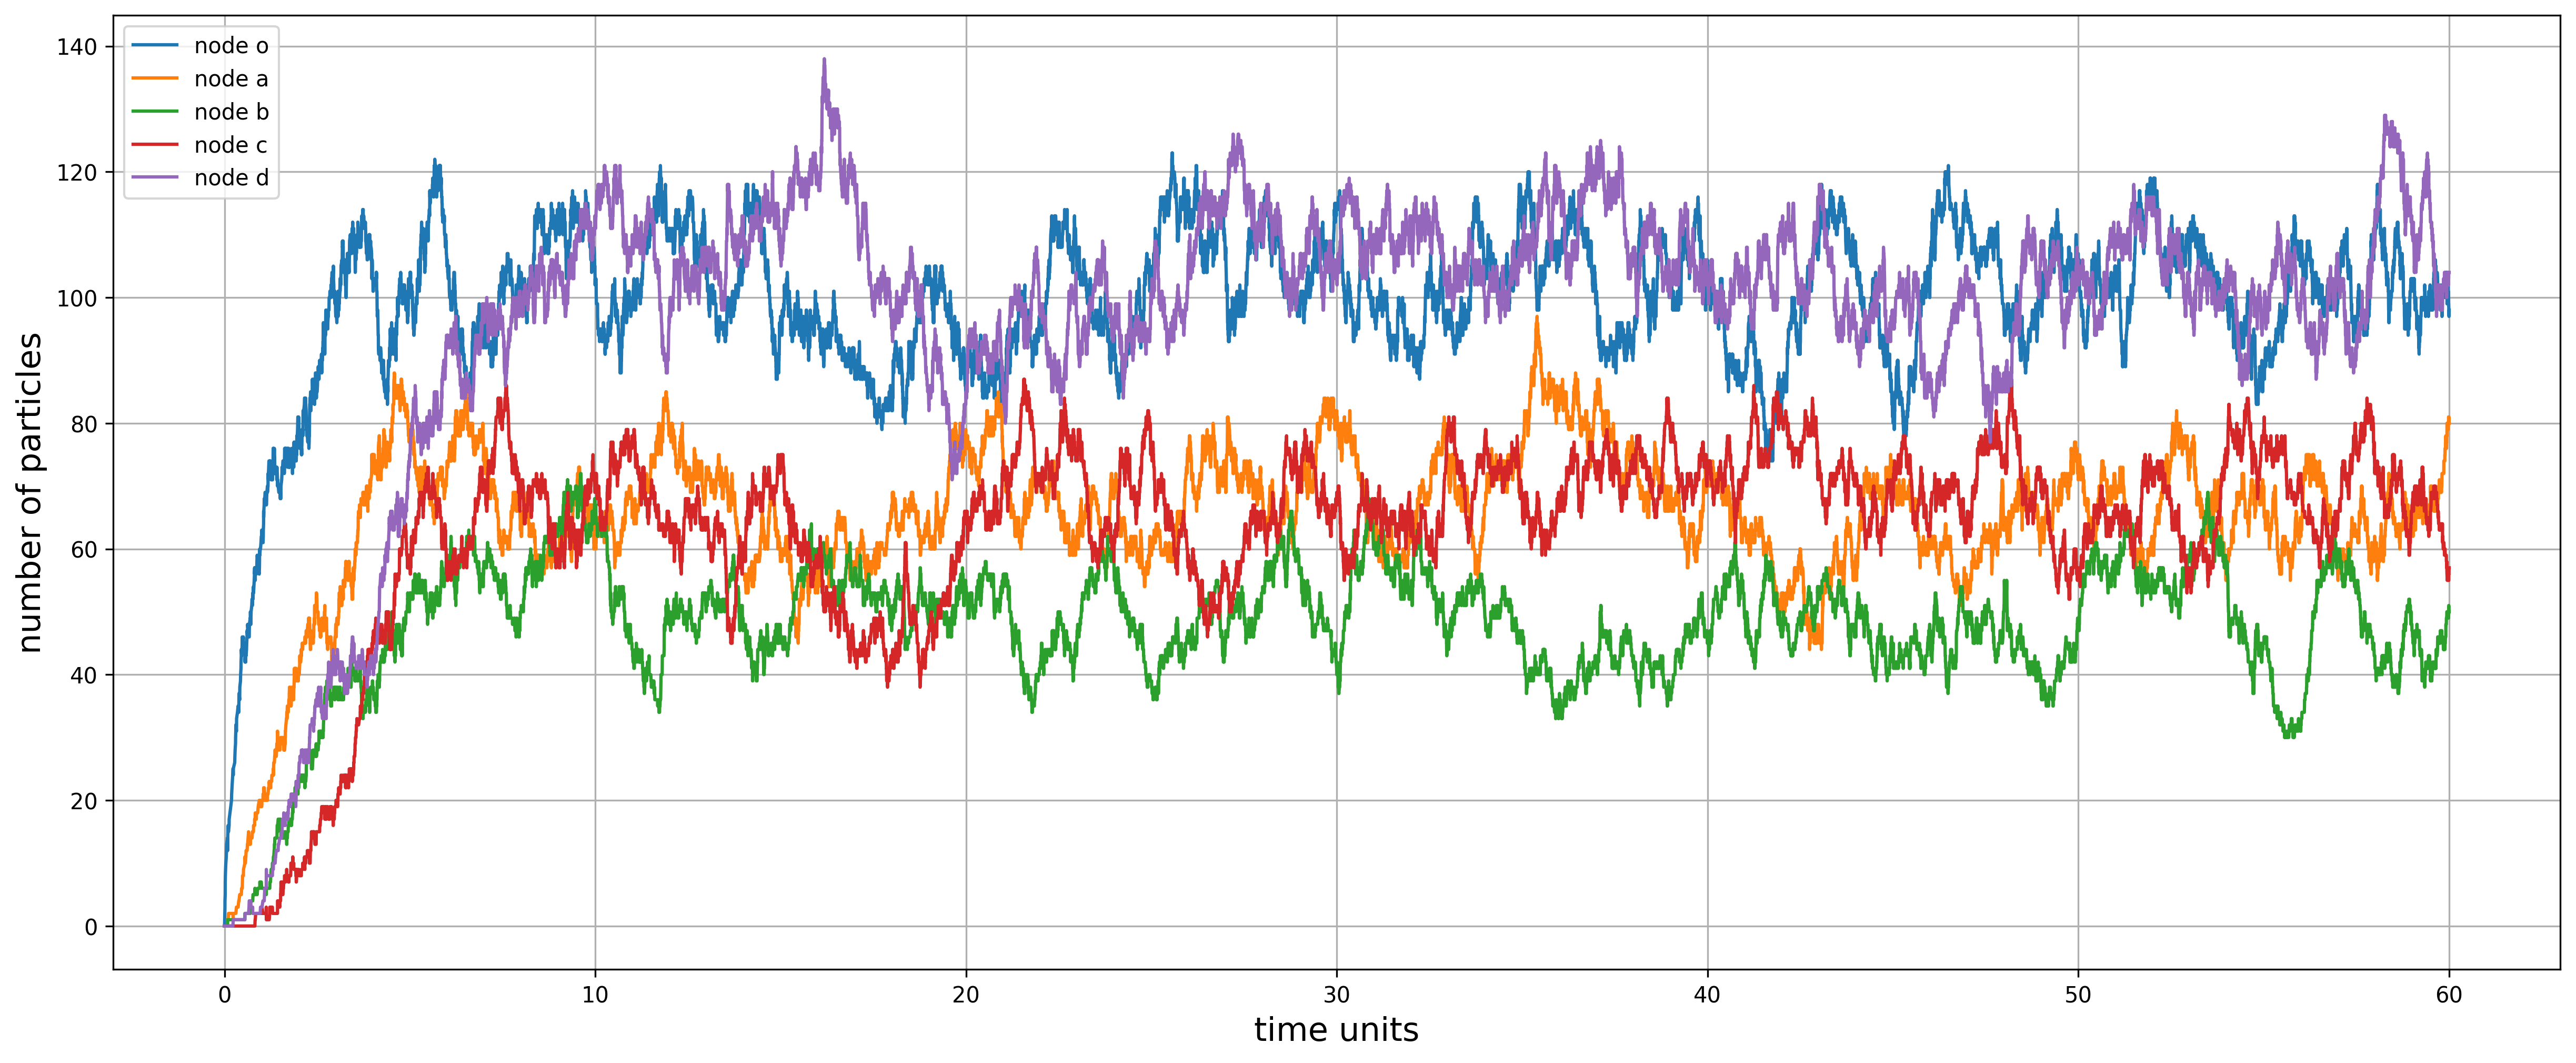 number of particles
140
120
100
80
60
40
20
0
node o
node a
node b
node c
node d
0 10 20 30 40 50 60
time units